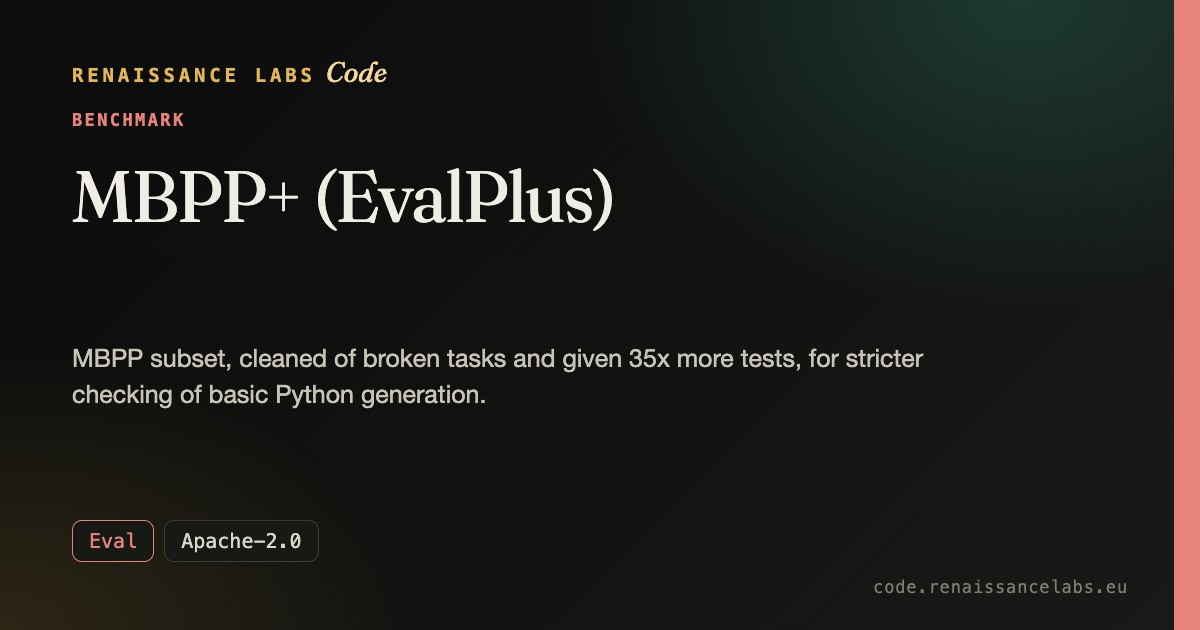 RENAISSANCE LABS Code
BENCHMARK
MBPP+ (EvalPlus)
MBPP subset, cleaned of broken tasks and given 35x more tests, for stricter
checking of basic Python generation.
Eval Apache-2.0
code.renaissancelabs.eu